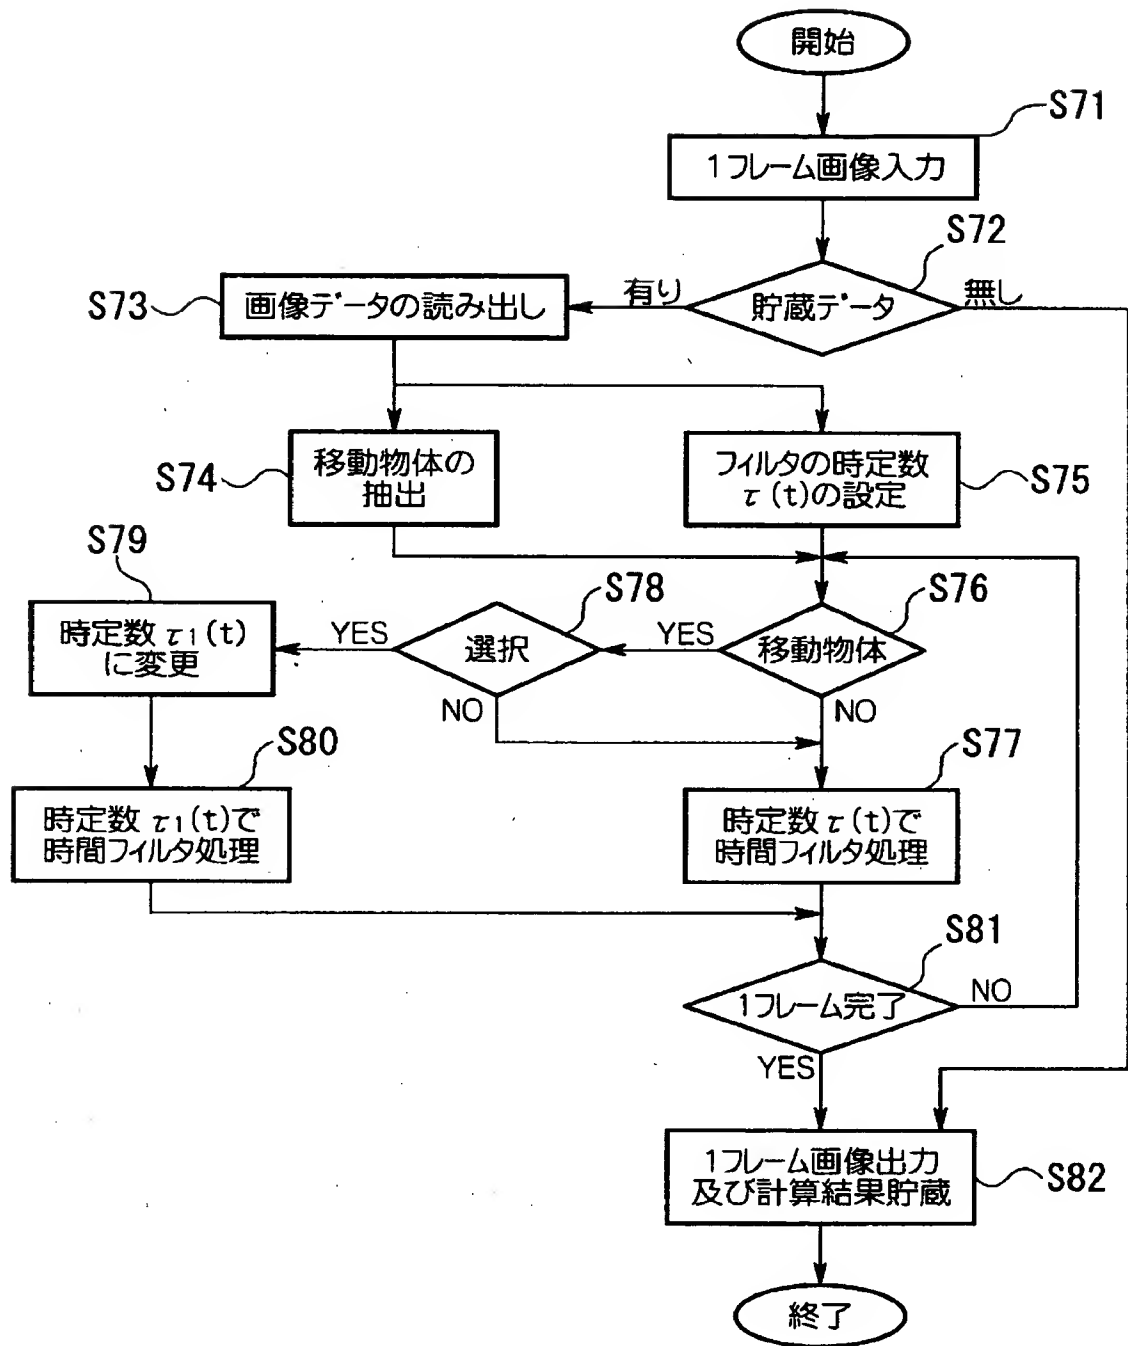 開始
S71
1フレーム画像入力
S72
S73
画像データの読み出し
有り
貯蔵データ
無し
S74
移動物体の
抽出
フィルタの時定数
τ(t)の設定
S75
S79
S78
S76
時定数 τ1(t)
に変更
YES
選択
YES
移動物体
NO
NO
S80
S77
時定数 τ1(t)で
時間フィルタ処理
時定数 τ(t)で
時間フィルタ処理
S81
1フレーム完了
NO
YES
1フレーム画像出力
及び計算結果貯蔵
S82
終了